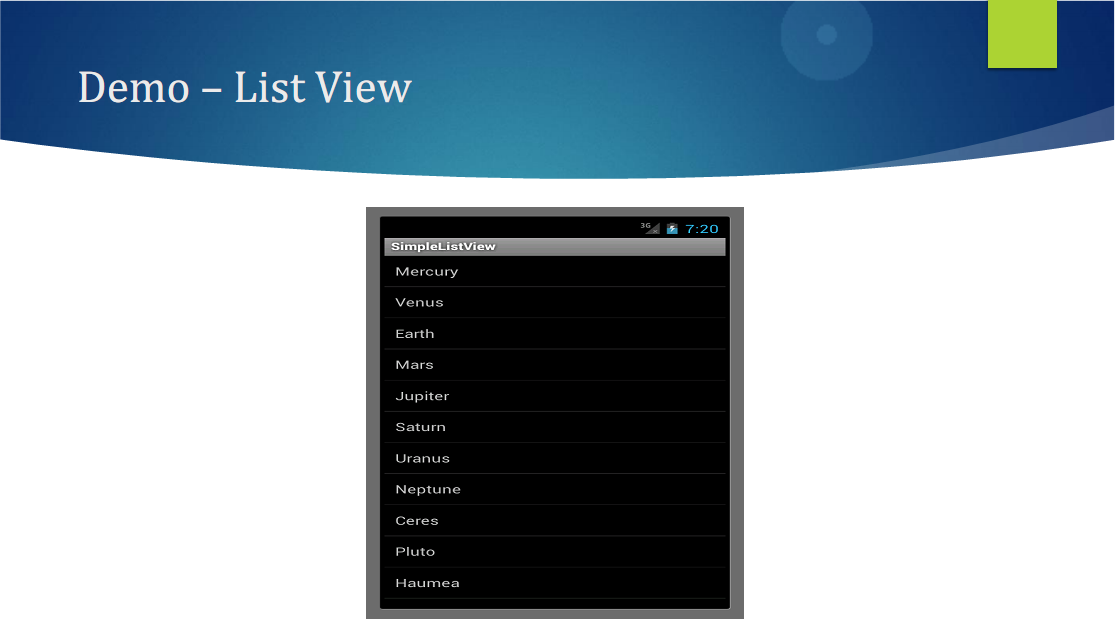 Demo – List View
3G 7:20
SimpleListView
Mercury
Venus
Earth
Mars
Jupiter
Saturn
Uranus
Neptune
Ceres
Pluto
Haumea